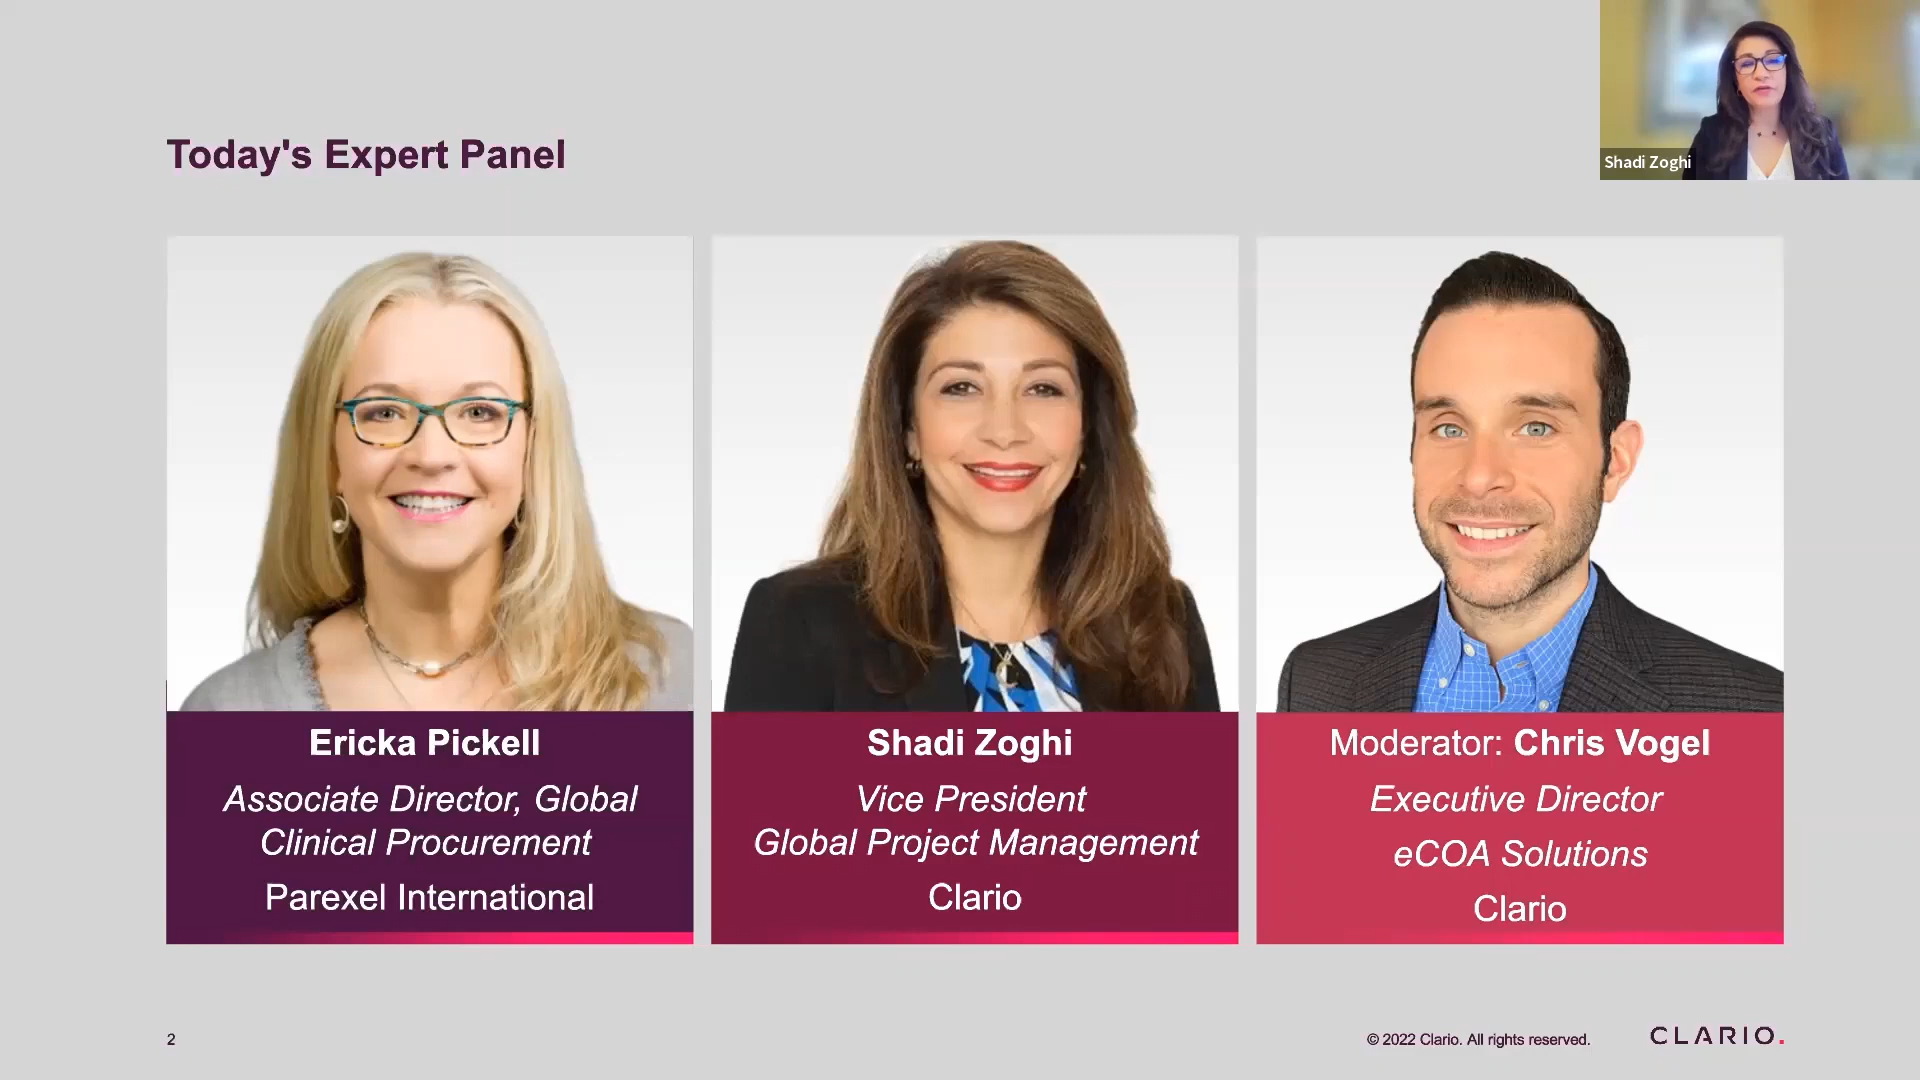 Today's Expert Panel
Shadi Zoghi
Ericka Pickell
Associate Director, Global
Clinical Procurement
Parexel International
Shadi Zoghi
Vice President
Global Project Management
Clario
Moderator: Chris Vogel
Executive Director
eCOA Solutions
Clario
2
© 2022 Clario. All rights reserved.
CLARIO.